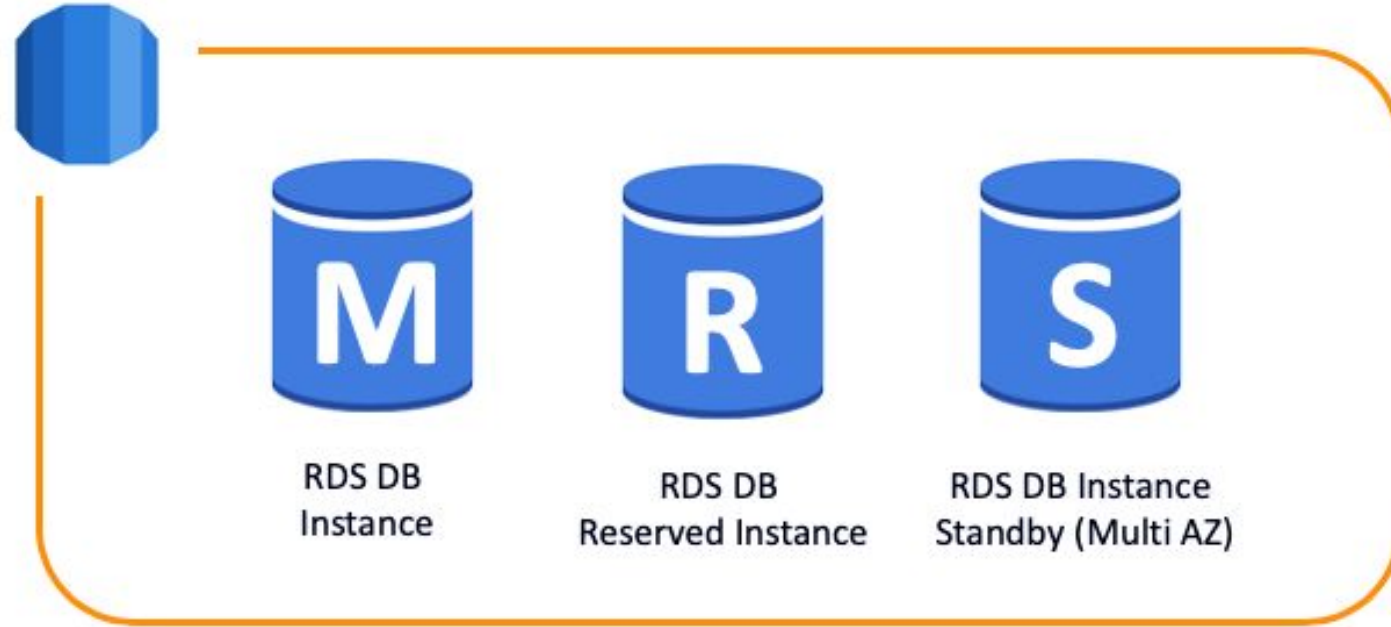 M
R
S
RDS DB
Instance
RDS DB
Reserved Instance
RDS DB Instance
Standby (Multi AZ)